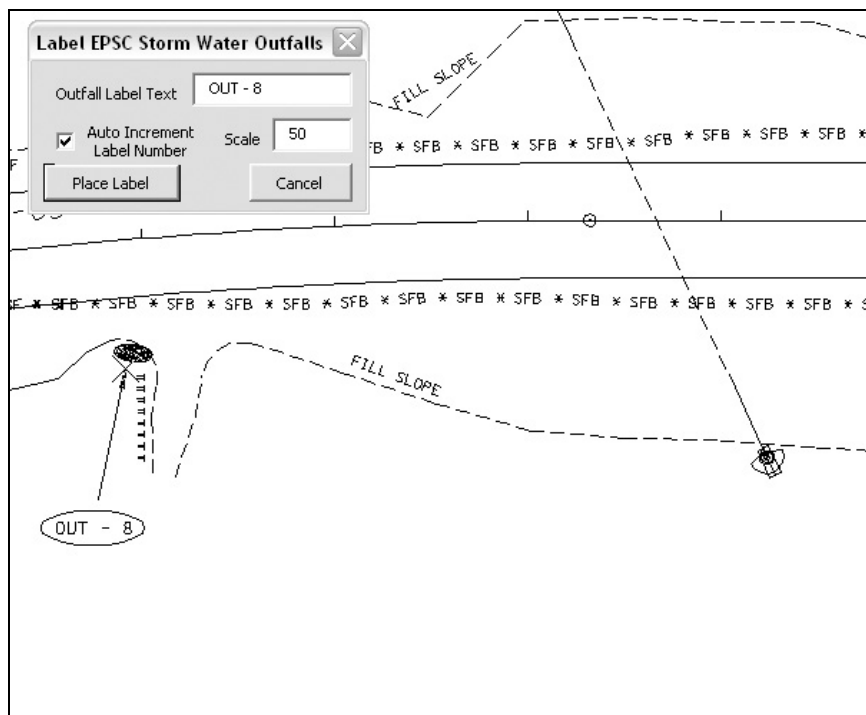 Label EPSC Storm Water Outfalls
Outfall Label Text
OUT - 8
Auto Increment
Label Number
Scale
50
Place Label
Cancel
FILL SLOPE
FB * SFB * SFB * SFB * SFB * SFB * SFB * SFB * SFB *
* SFB * SFB * SFB * SFB * SFB * SFB * SFB * SFB * SFB * SFB * SFB * SFB * SFB * SFB * S
FILL SLOPE
OUT - 8